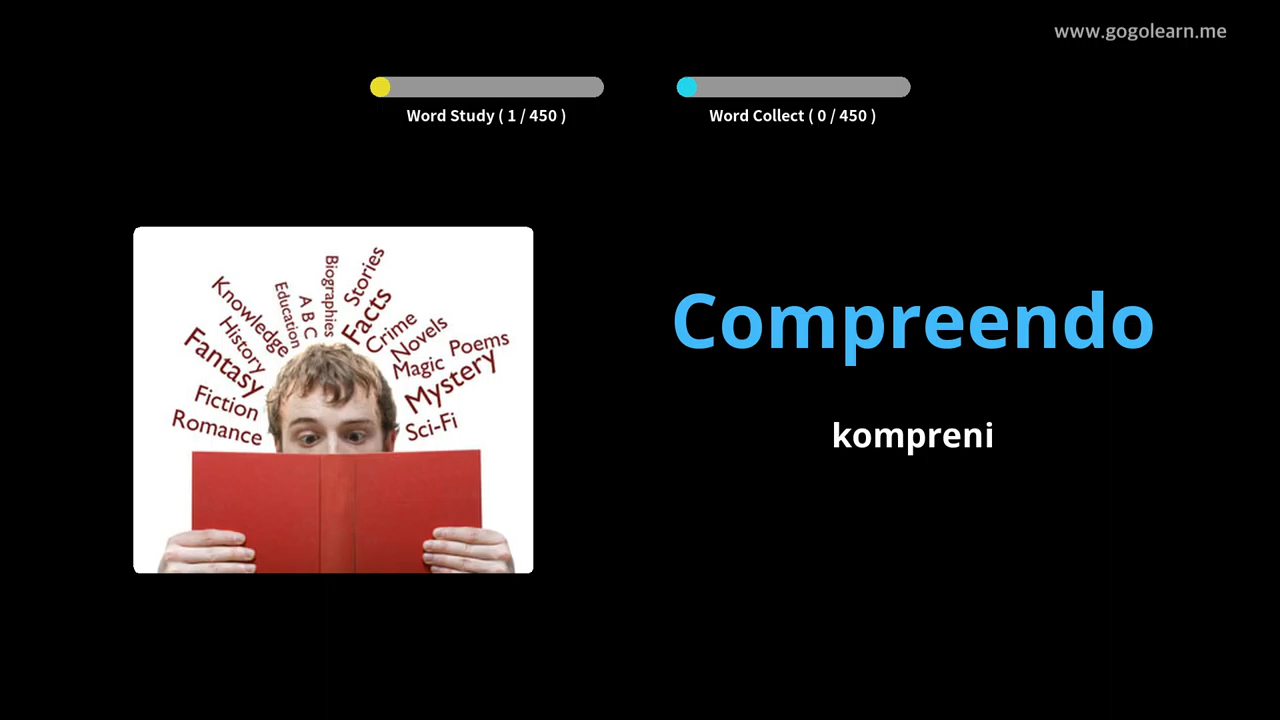 www.gogolearn.me
Word Study ( 1 / 450 )
Word Collect ( 0 / 450 )
Compreendo
kompreni
Knowledge
Education
A B C
Biographies
Stories
Facts
Crime
Novels
Poems
History
Magic
Fantasy
Mystery
Fiction
Romance
Sci-Fi